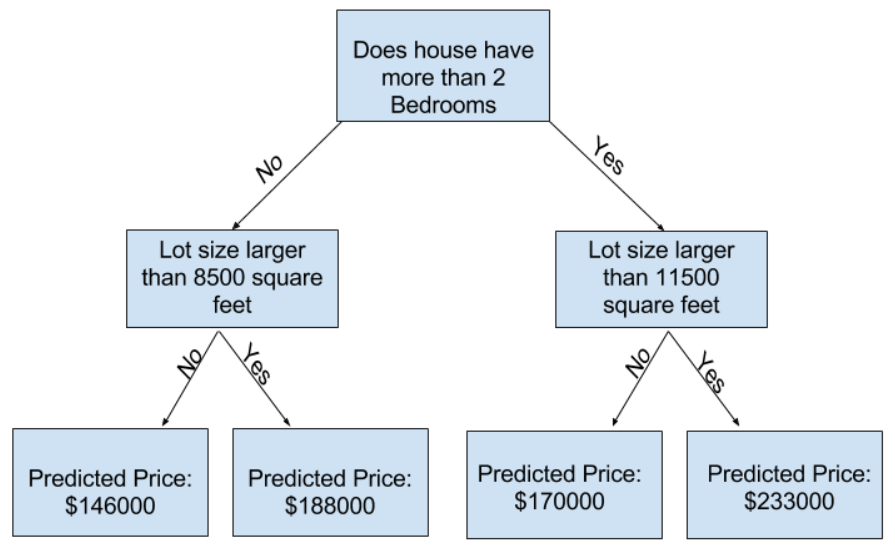 Does house have
more than 2
Bedrooms
No
Yes
Lot size larger
than 8500 square
feet
Lot size larger
than 11500
square feet
No
Yes
No
Yes
Predicted Price:
$146000
Predicted Price:
$188000
Predicted Price:
$170000
Predicted Price:
$233000